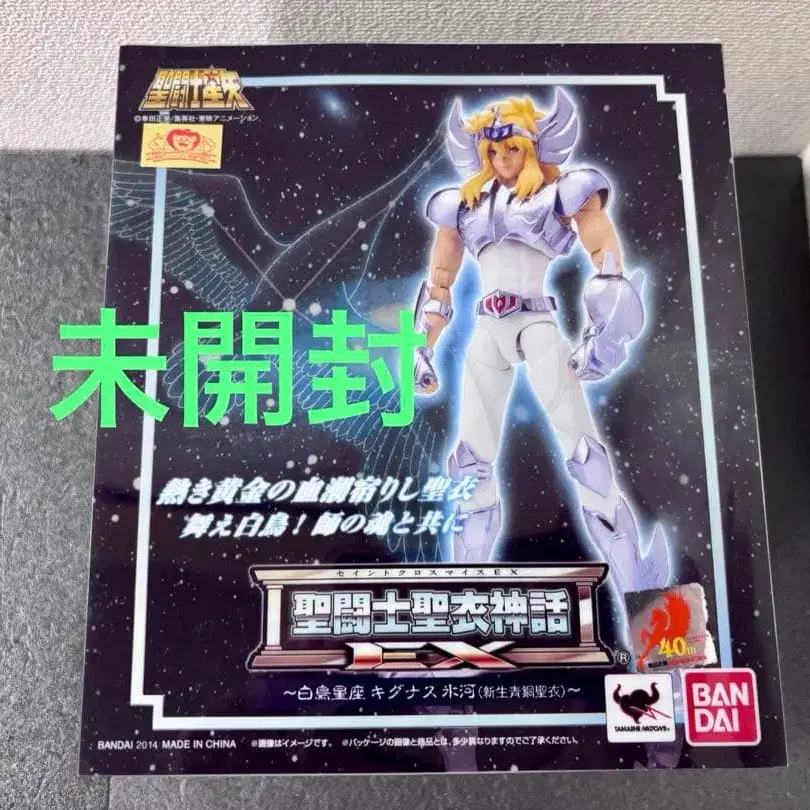 聖闘士星矢
©車田正美/集英社・東映アニメーション
未開封
熱き黄金の血潮宿りし聖衣
舞え白鳥！師の魂と共に
セイントクロスマイスEX
聖闘士聖衣神話
EX
®
～白鳥星座 キグナス 氷河(新生青銅聖衣)～
40th
TAMASHII NATIONS
BAN
DAI
BANDAI 2014 MADE IN CHINA ※画像はイメージです。 ※パッケージの画像と商品とは、多少異なりますのでご了承ください。